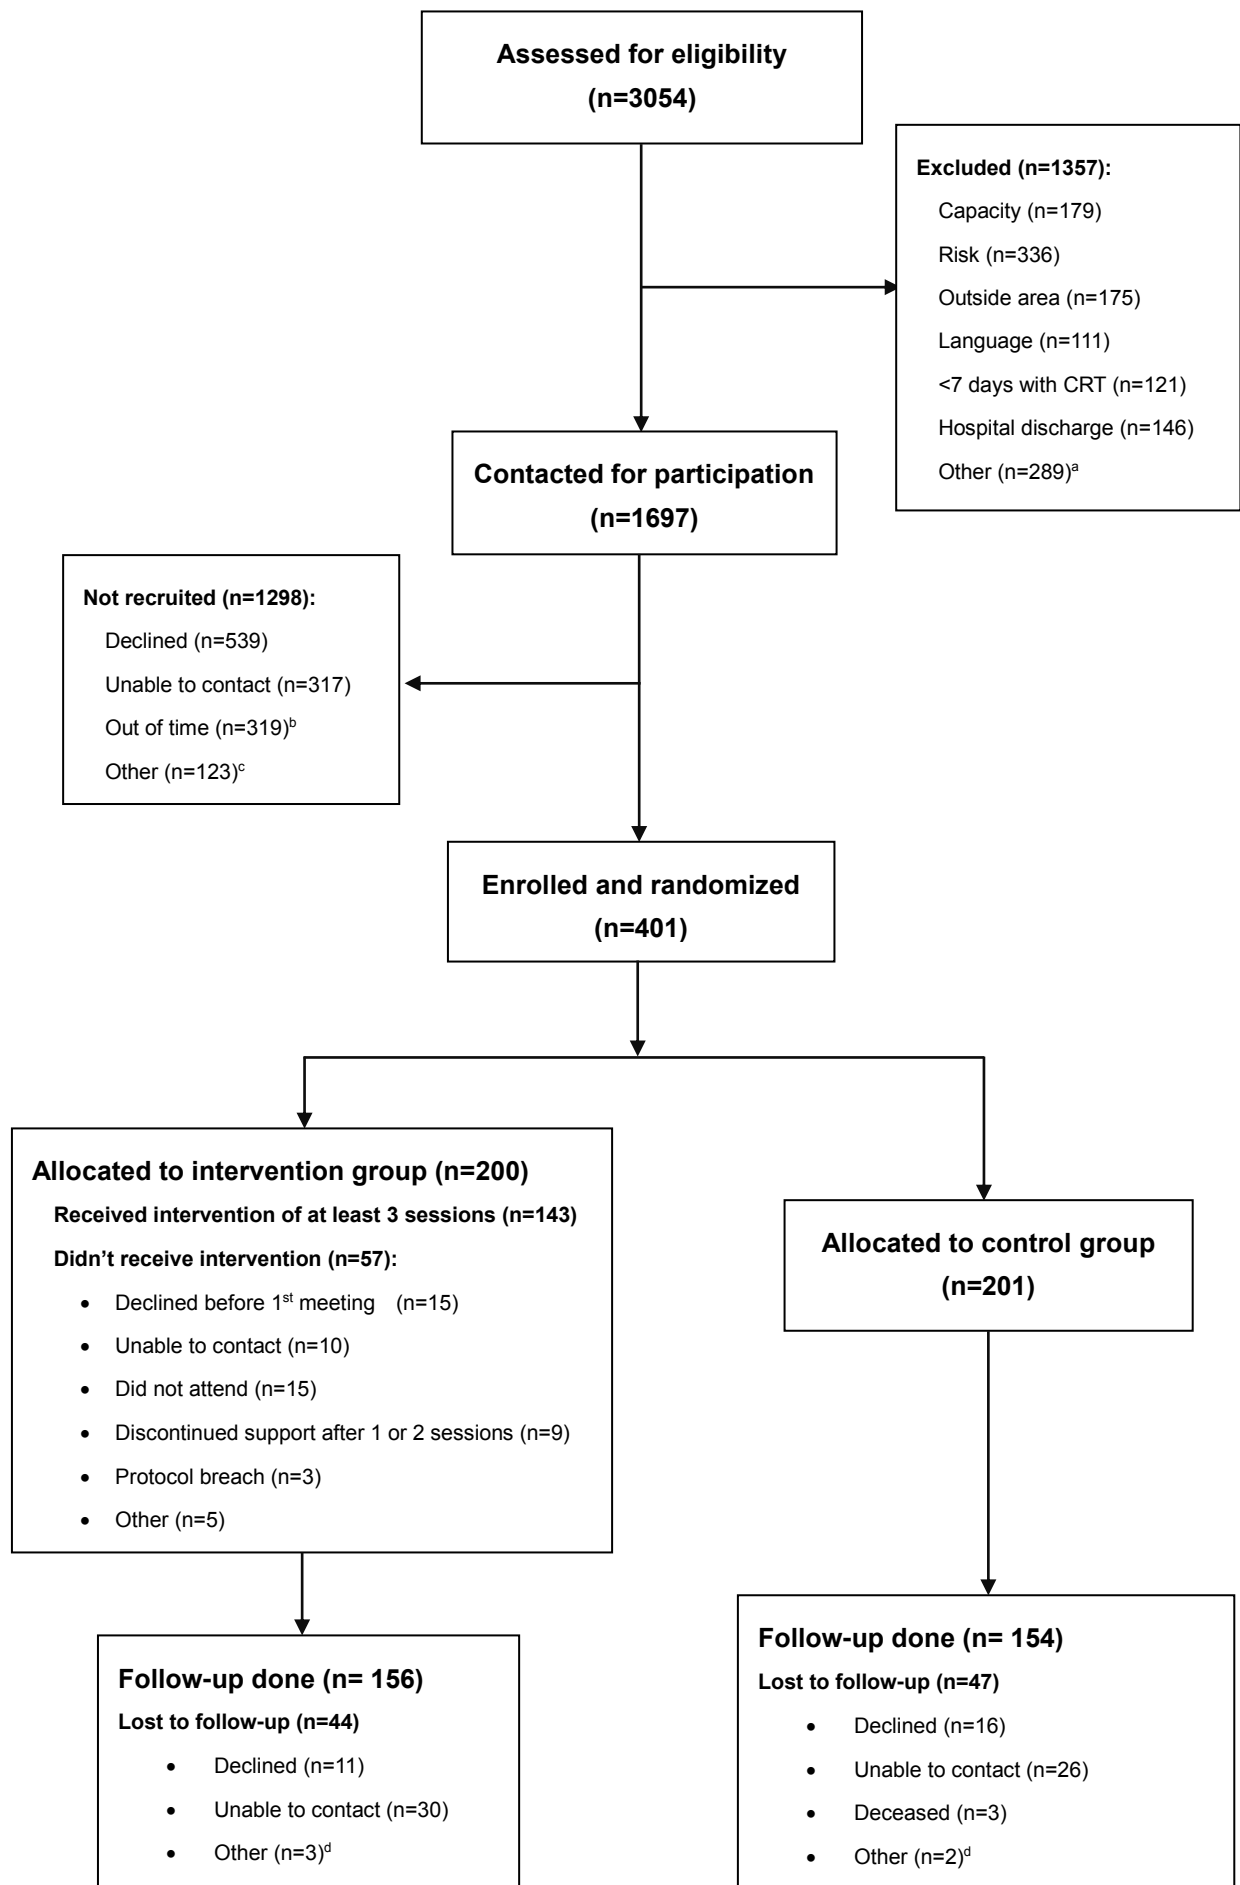 Assessed for eligibility
(n=3054)
Excluded (n=1357):
Capacity (n=179)
Risk (n=336)
Outside area (n=175)
Language (n=111)
<7 days with CRT (n=121)
Hospital discharge (n=146)
Other (n=289)a
Contacted for participation
(n=1697)
Not recruited (n=1298):
Declined (n=539)
Unable to contact (n=317)
Out of time (n=319)b
Other (n=123)c
Enrolled and randomized
(n=401)
Allocated to intervention group (n=200)
Received intervention of at least 3 sessions (n=143)
Didn't receive intervention (n=57):
• Declined before 1st meeting (n=15)
• Unable to contact (n=10)
• Did not attend (n=15)
• Discontinued support after 1 or 2 sessions (n=9)
• Protocol breach (n=3)
• Other (n=5)
Allocated to control group
(n=201)
Follow-up done (n= 156)
Lost to follow-up (n=44)
• Declined (n=11)
• Unable to contact (n=30)
• Other (n=3)d
Follow-up done (n= 154)
Lost to follow-up (n=47)
• Declined (n=16)
• Unable to contact (n=26)
• Deceased (n=3)
• Other (n=2)d